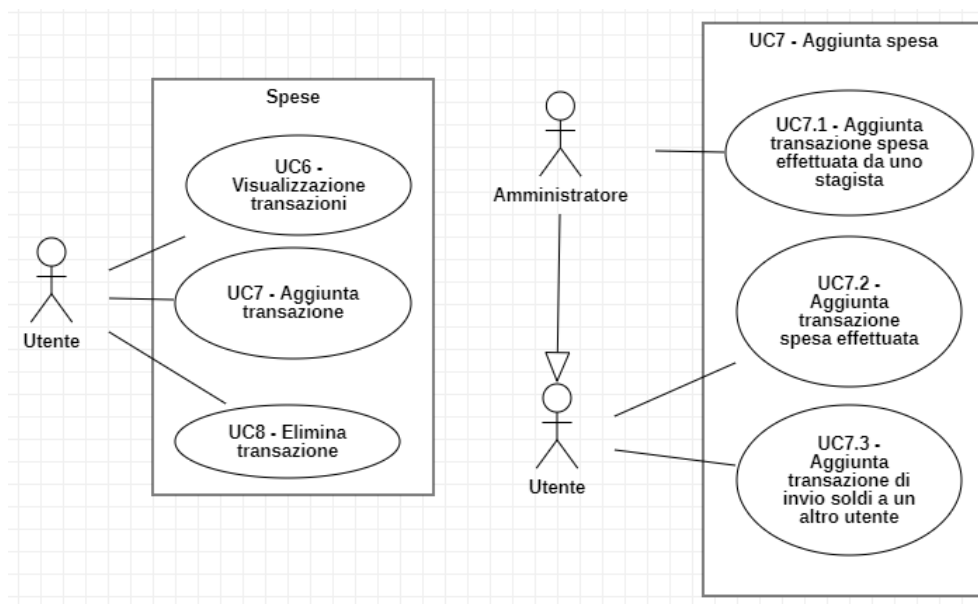 Spese
UC6 -
Visualizzazione
transazioni
UC7 - Aggiunta
transazione
UC8 - Elimina
transazione
Utente
Amministratore
Utente
UC7 - Aggiunta spesa
UC7.1 - Aggiunta
transazione spesa
effettuata da uno
stagista
UC7.2 -
Aggiunta
transazione
spesa effettuata
UC7.3 -
Aggiunta
transazione di
invio soldi a un
altro utente